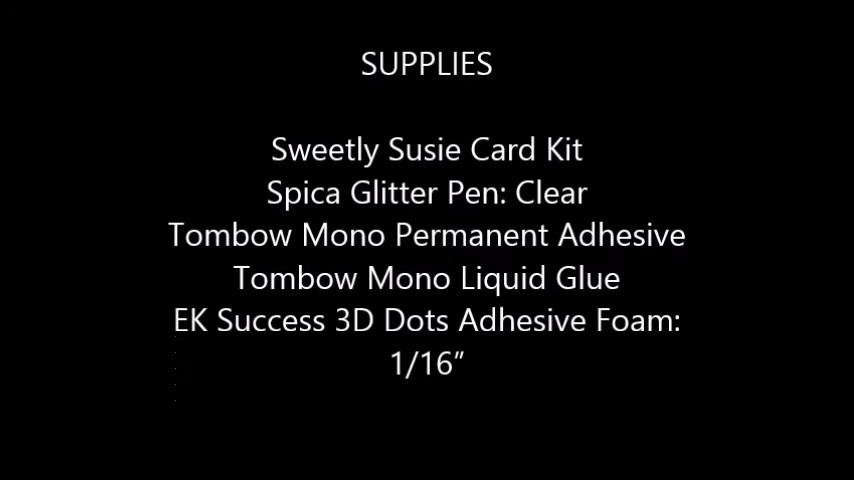 SUPPLIES
Sweetly Susie Card Kit
Spica Glitter Pen: Clear
Tombow Mono Permanent Adhesive
Tombow Mono Liquid Glue
EK Success 3D Dots Adhesive Foam:
1/16”